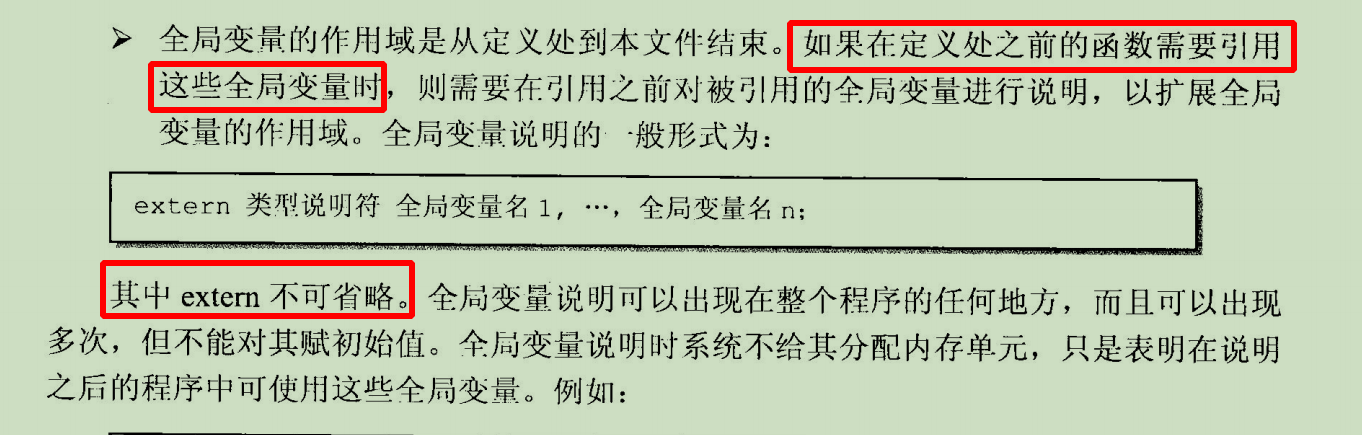 ➢ 全局变量的作用域是从定义处到本文件结束。如果在定义处之前的函数需要引用
这些全局变量时，则需要在引用之前对被引用的全局变量进行说明，以扩展全局
变量的作用域。全局变量说明的一般形式为：
extern 类型说明符 全局变量名1, …, 全局变量名n;
其中 extern 不可省略。全局变量说明可以出现在整个程序的任何地方，而且可以出现
多次，但不能对其赋初始值。全局变量说明时系统不给其分配内存单元，只是表明在说明
之后的程序中可使用这些全局变量。例如：